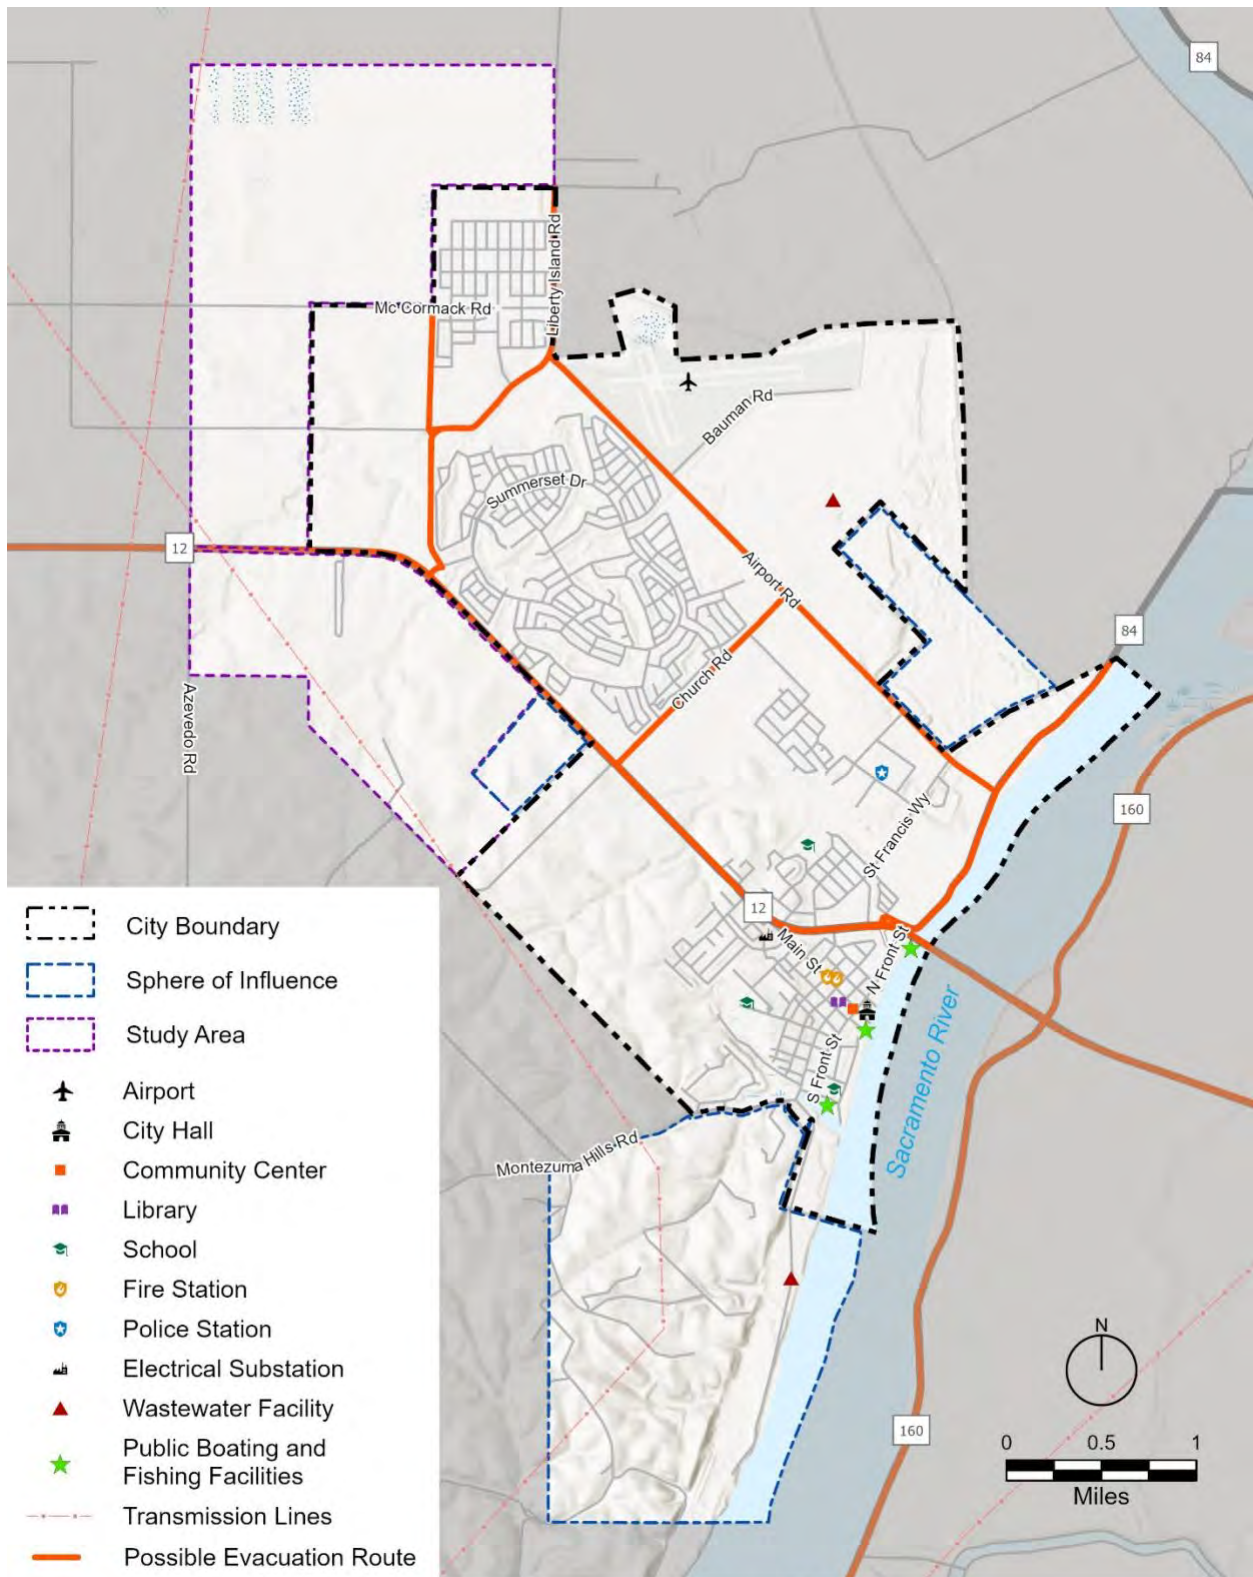 84
Liberty Island Rd
Mc Cormack Rd
Bauman Rd
Summerset Dr
12
Airport Rd
84
Church Rd
Azevedo Rd
160
St Francis Wy
12
Main St
N Front St
Sacramento River
S Front St
Montezuma Hills Rd
City Boundary
Sphere of Influence
Study Area
Airport
City Hall
Community Center
Library
School
Fire Station
Police Station
Electrical Substation
Wastewater Facility
Public Boating and
Fishing Facilities
Transmission Lines
Possible Evacuation Route
N
160
0 0.5 1
Miles